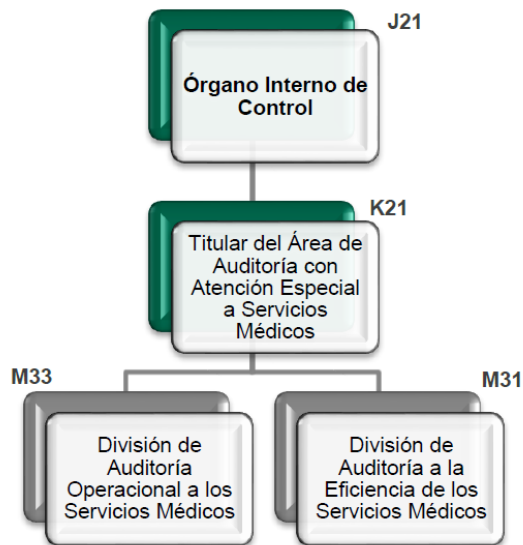 J21
Órgano Interno de
Control
K21
Titular del Área de
Auditoría con
Atención Especial
a Servicios
Médicos
M33
División de
Auditoría
Operacional a los
Servicios Médicos
M31
División de
Auditoría a la
Eficiencia de los
Servicios Médicos